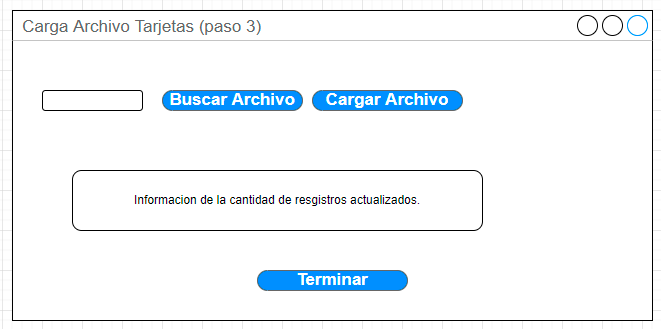 Carga Archivo Tarjetas (paso 3)
Buscar Archivo
Cargar Archivo
Informacion de la cantidad de resgistros actualizados.
Terminar